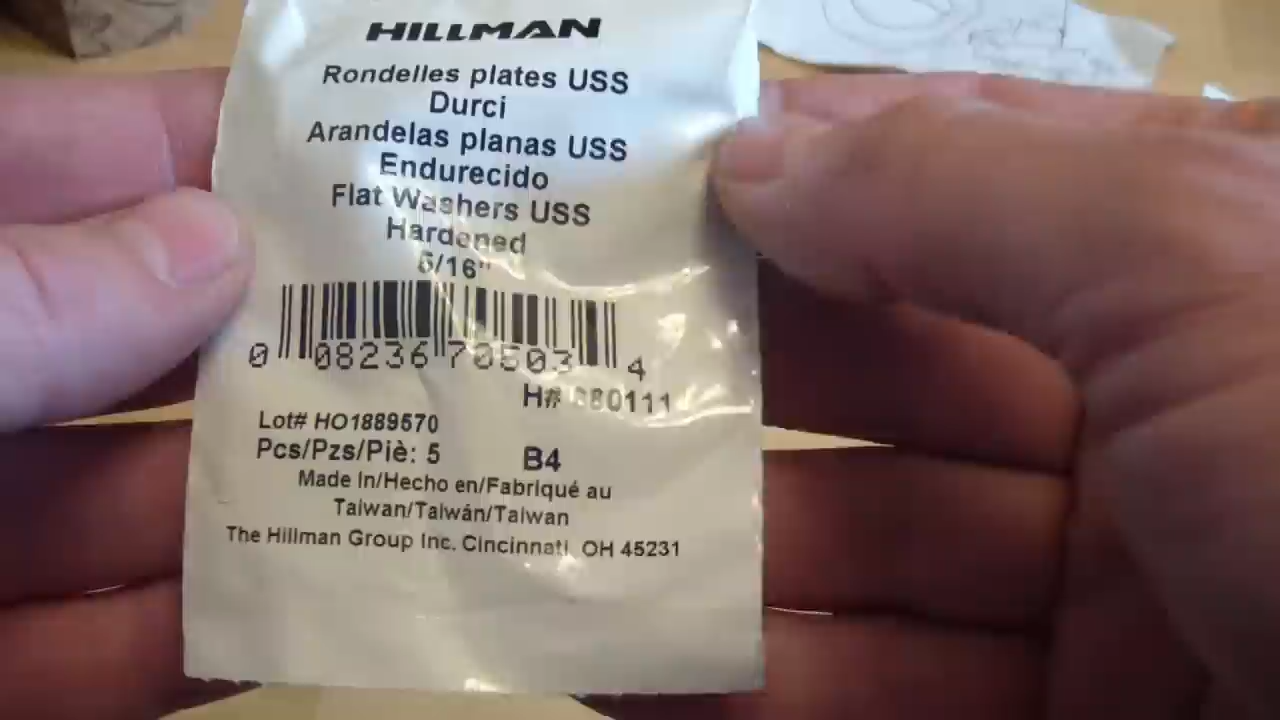 HILLMAN
Rondelles plates USS
Durci
Arandelas planas USS
Endurecido
Flat Washers USS
Hardened
5/16"
0 08236 70503 4
H# 880111
Lot# HO1889570
Pcs/Pzs/Piè: 5 B4
Made In/Hecho en/Fabriqué au
Taiwan/Taiwán/Taiwan
The Hillman Group Inc. Cincinnati, OH 45231